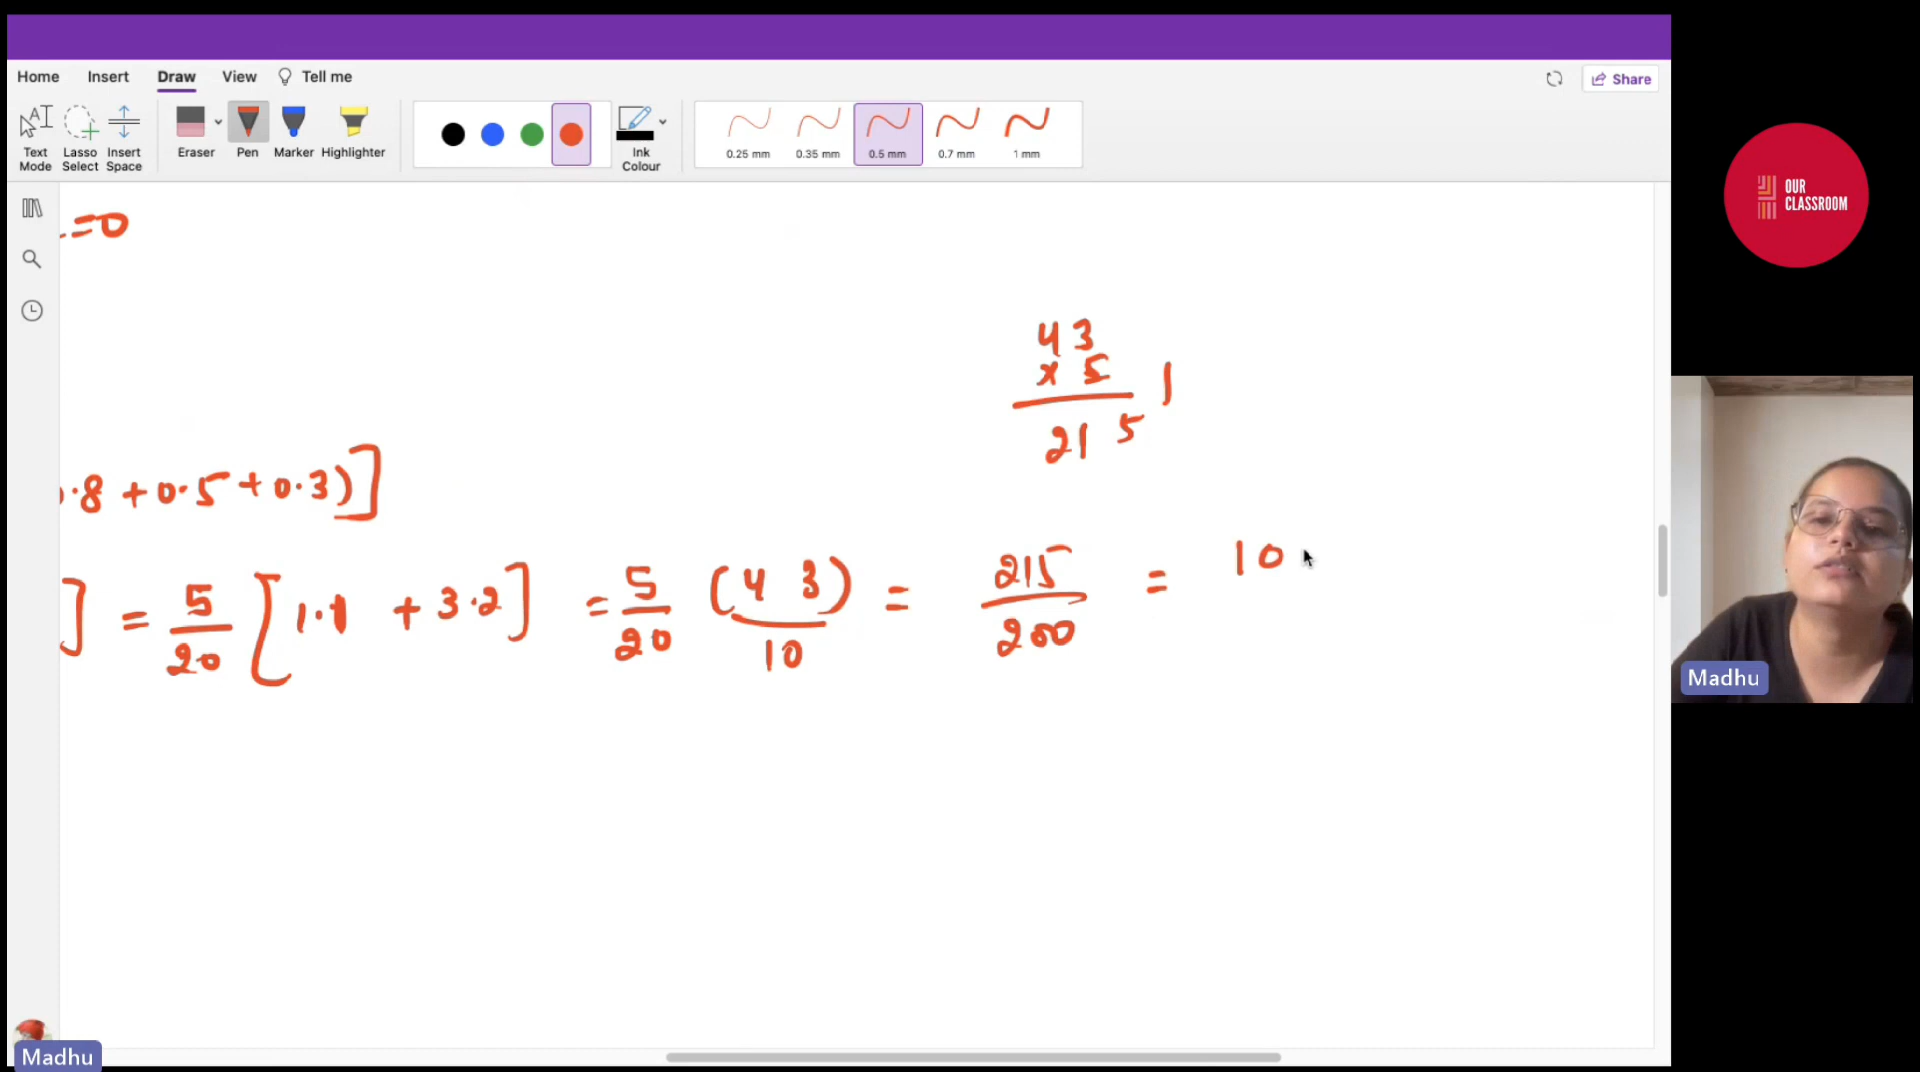 Home Insert Draw View Tell me
Share
Text Mode
Lasso Select
Insert Space
Eraser
Pen
Marker
Highlighter
Ink Colour
0.25 mm
0.35 mm
0.5 mm
0.7 mm
1 mm
OUR CLASSROOM
=0
43
x 5 1
215
.8 + 0.5 + 0.3)]
] = 5/20 [1.1 + 3.2] = 5/20 (43)/10 = 215/200 = 10
Madhu
Madhu